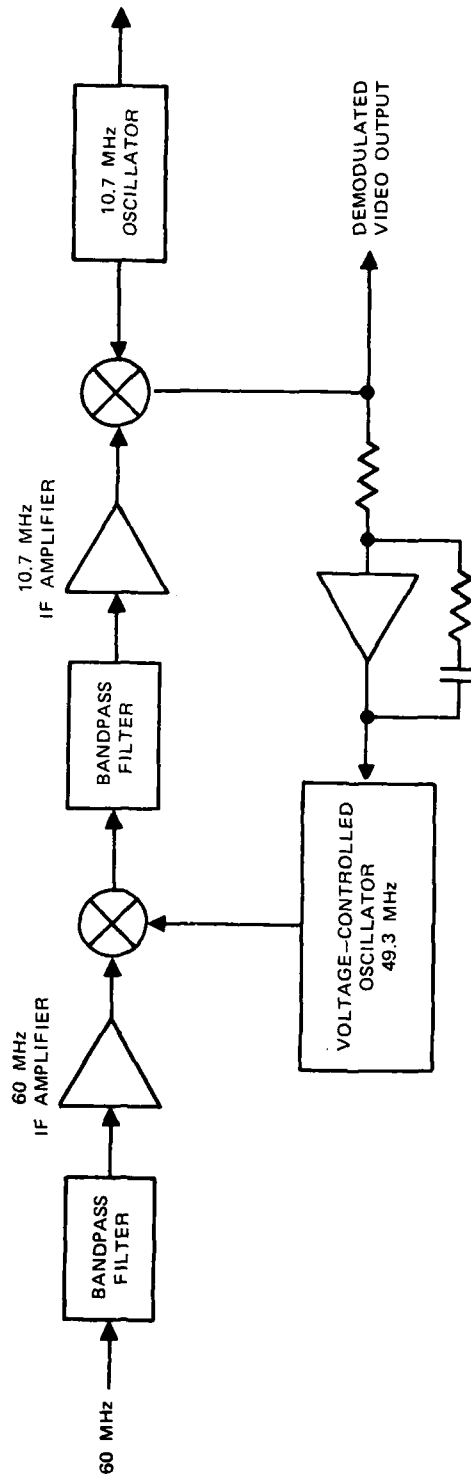 60 MHz
BANDPASS
FILTER
60 MHz
IF AMPLIFIER
BANDPASS
FILTER
10.7 MHz
IF AMPLIFIER
10.7 MHz
OSCILLATOR
VOLTAGE-CONTROLLED
OSCILLATOR
49.3 MHz
DEMODULATED
VIDEO OUTPUT